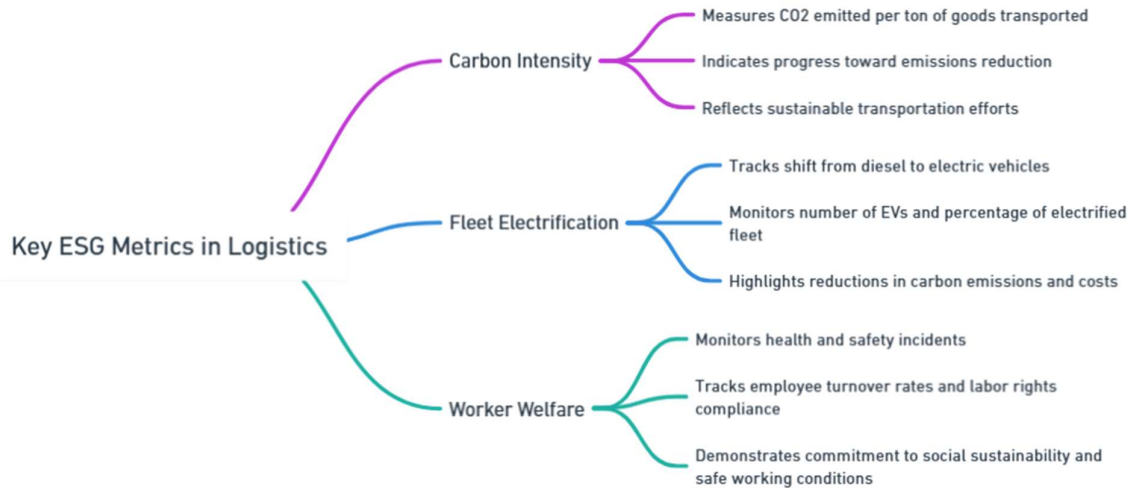 Key ESG Metrics in Logistics
Carbon Intensity
Measures CO2 emitted per ton of goods transported
Indicates progress toward emissions reduction
Reflects sustainable transportation efforts
Fleet Electrification
Tracks shift from diesel to electric vehicles
Monitors number of EVs and percentage of electrified
fleet
Highlights reductions in carbon emissions and costs
Worker Welfare
Monitors health and safety incidents
Tracks employee turnover rates and labor rights
compliance
Demonstrates commitment to social sustainability and
safe working conditions